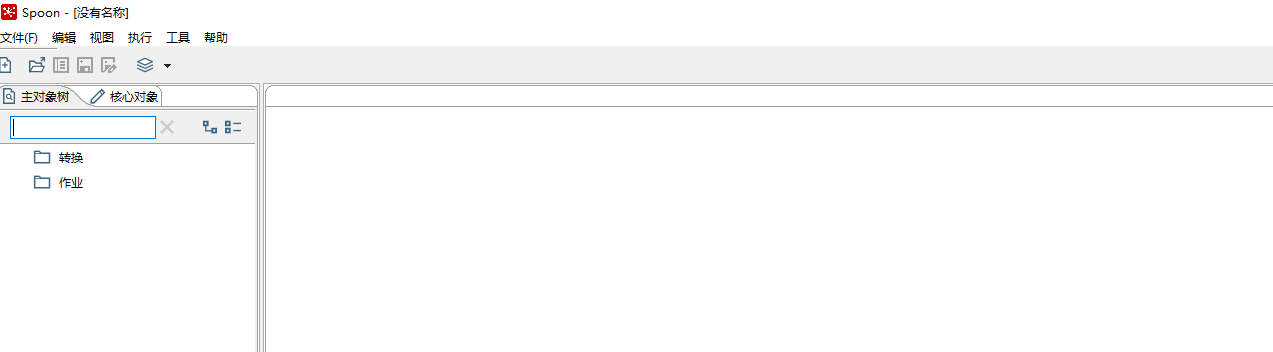 Spoon - [没有名称]
文件(F) 编辑 视图 执行 工具 帮助
主对象树 核心对象
转换
作业